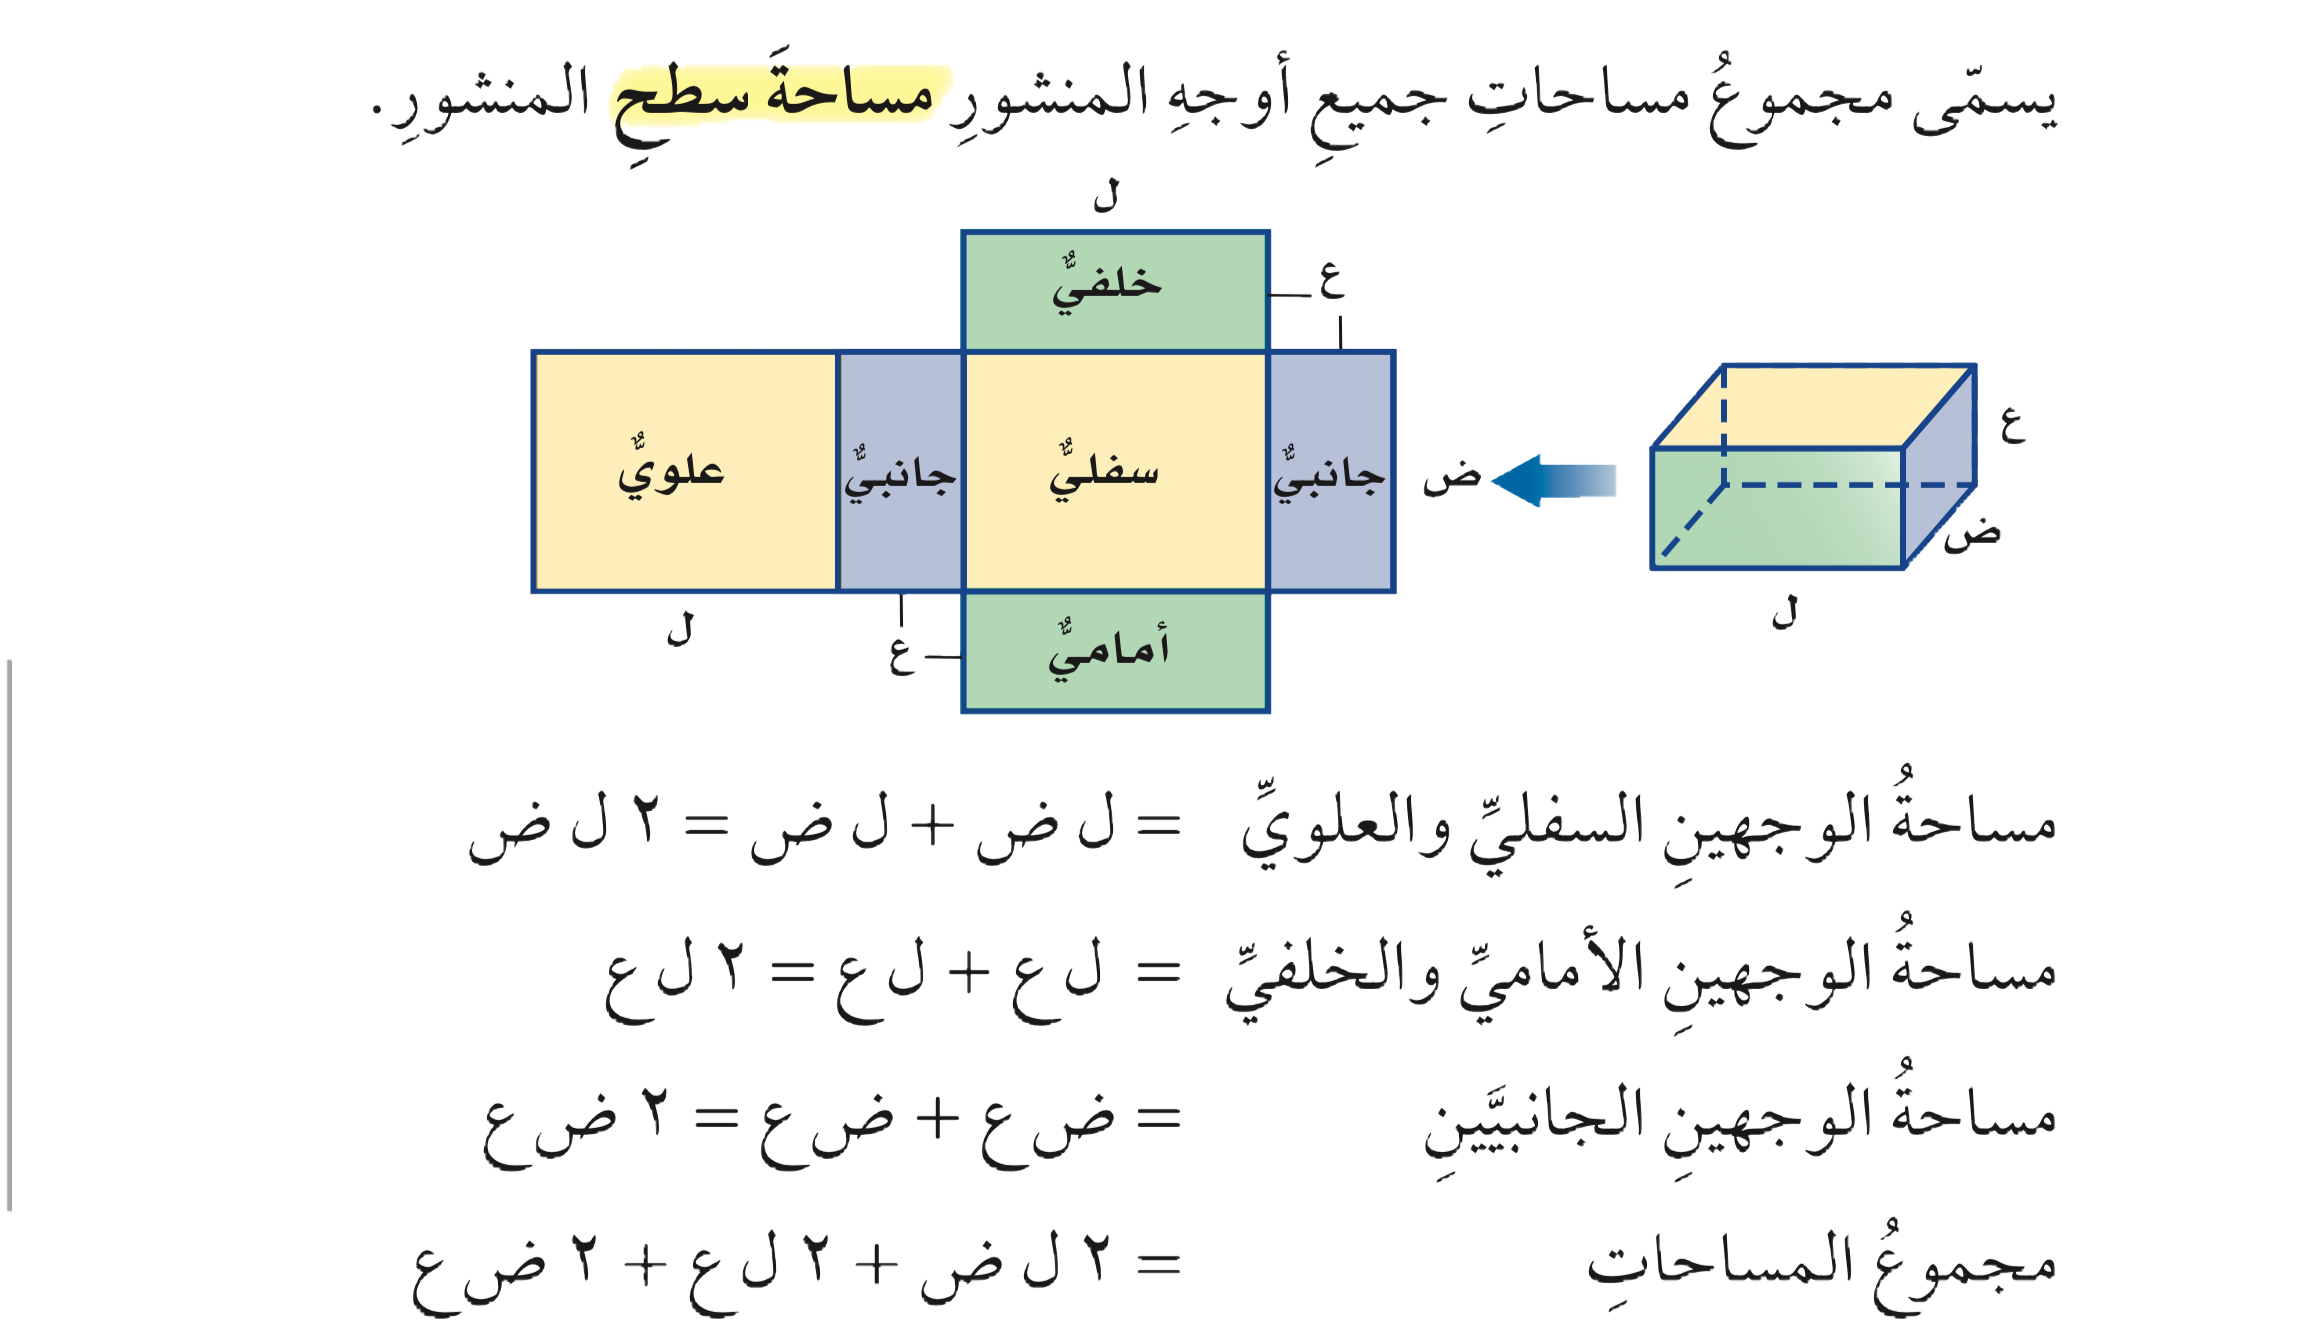 يسمّى مجموعُ مساحاتِ جميعِ أوجهِ المنشورِ مساحةَ سطحِ المنشورِ.
ل
خلفيٌّ
ع
علويٌّ
جانبيٌّ
سفليٌّ
جانبيٌّ
ض
ع
ض
ل
ل
ع
أماميٌّ
مساحةُ الوجهينِ السفليِّ والعلويِّ = ل ض + ل ض = ٢ ل ض
مساحةُ الوجهينِ الأماميِّ والخلفيِّ = ل ع + ل ع = ٢ ل ع
مساحةُ الوجهينِ الجانبيَّينِ = ض ع + ض ع = ٢ ض ع
مجموعُ المساحاتِ = ٢ ل ض + ٢ ل ع + ٢ ض ع